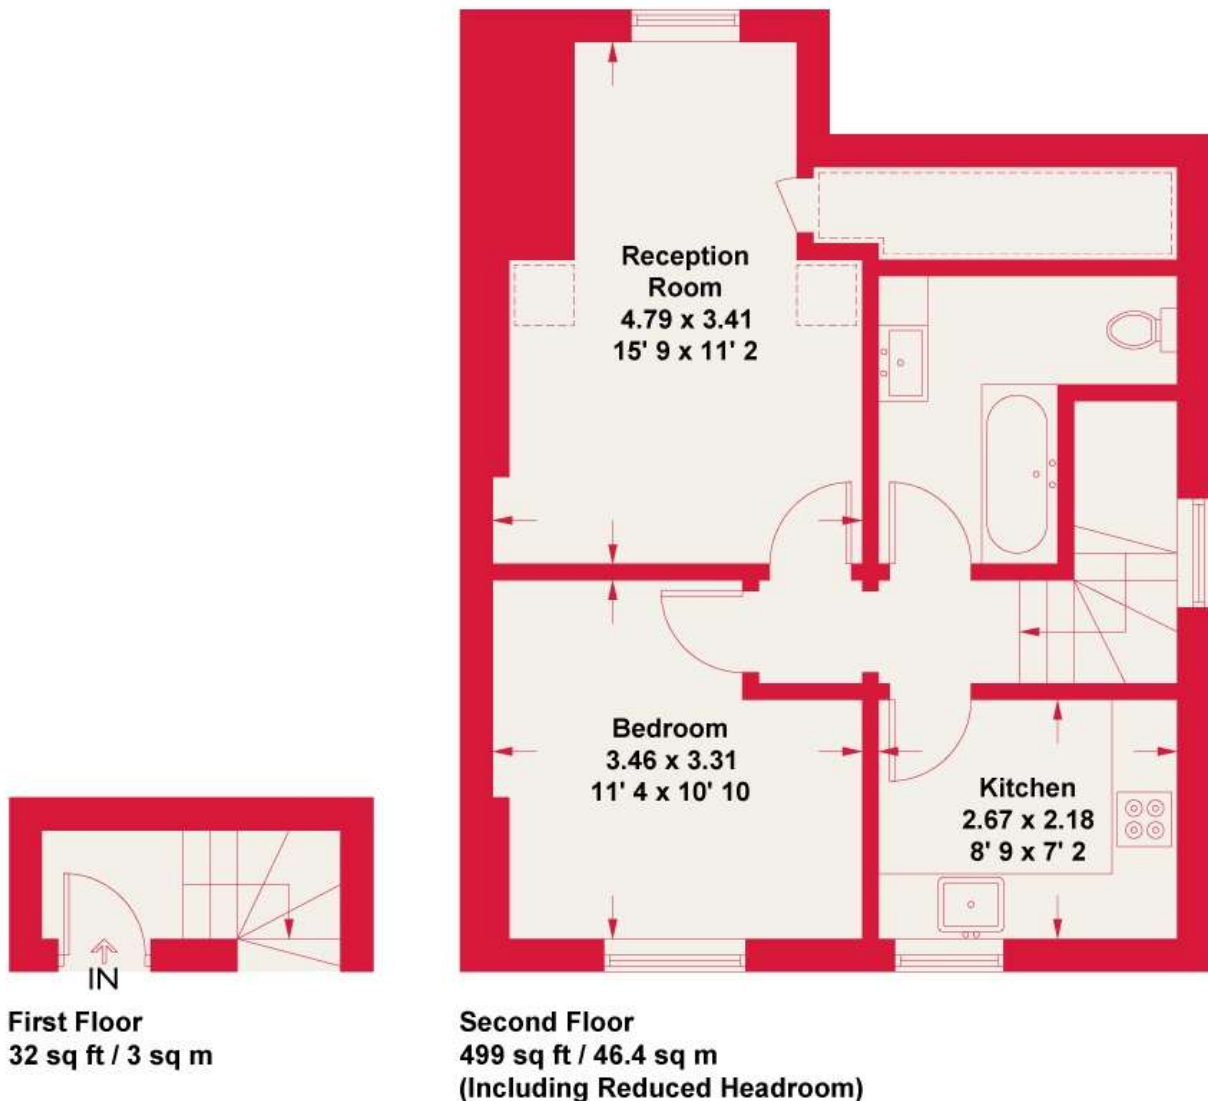 Reception
Room
4.79 x 3.41
15' 9 x 11' 2
Bedroom
3.46 x 3.31
11' 4 x 10' 10
Kitchen
2.67 x 2.18
8' 9 x 7' 2
IN
First Floor
32 sq ft / 3 sq m
Second Floor
499 sq ft / 46.4 sq m
(Including Reduced Headroom)